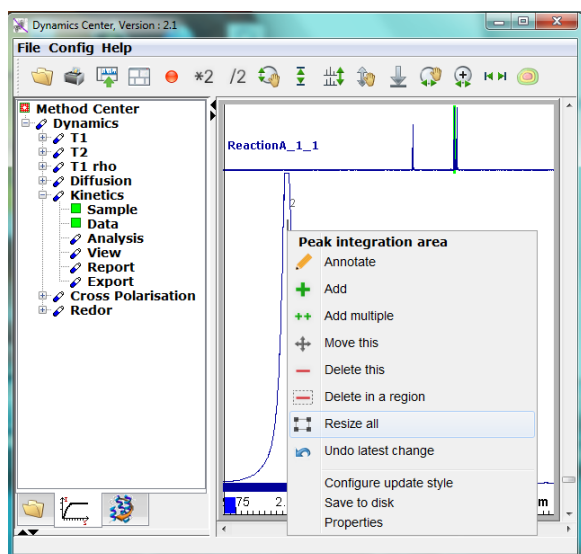 Dynamics Center, Version : 2.1
File Config Help
*2 /2
Method Center
Dynamics
T1
T2
T1 rho
Diffusion
Kinetics
Sample
Data
Analysis
View
Report
Export
Cross Polarisation
Redor
ReactionA_1_1
2
Peak integration area
Annotate
Add
Add multiple
Move this
Delete this
Delete in a region
Resize all
Undo latest change
Configure update style
Save to disk
Properties
75 2. m